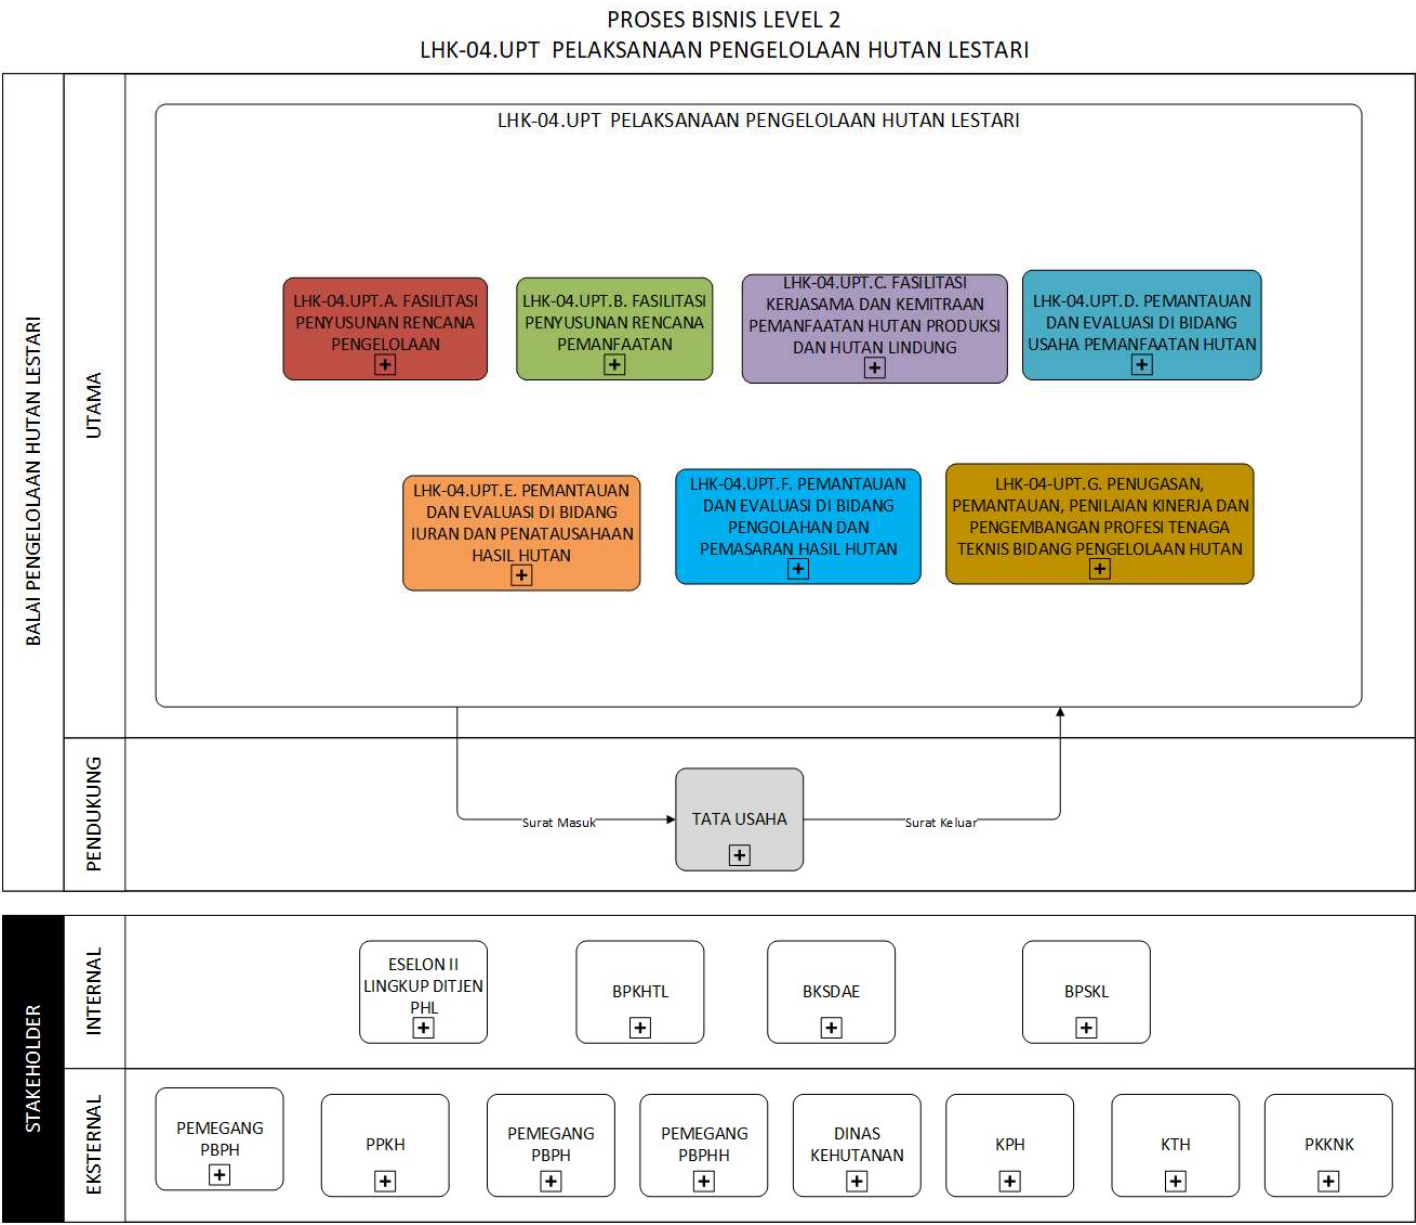 PROSES BISNIS LEVEL 2
LHK-04.UPT PELAKSANAAN PENGELOLAAN HUTAN LESTARI
BALAI PENGELOLAAN HUTAN LESTARI
UTAMA
LHK-04.UPT PELAKSANAAN PENGELOLAAN HUTAN LESTARI
LHK-04.UPT.A. FASILITASI
PENYUSUNAN RENCANA
PENGELOLAAN
LHK-04.UPT.B. FASILITASI
PENYUSUNAN RENCANA
PEMANFAATAN
LHK-04.UPT.C. FASILITASI
KERJASAMA DAN KEMITRAAN
PEMANFAATAN HUTAN PRODUKSI
DAN HUTAN LINDUNG
LHK-04.UPT.D. PEMANTAUAN
DAN EVALUASI DI BIDANG
USAHA PEMANFAATAN HUTAN
LHK-04.UPT.E. PEMANTAUAN
DAN EVALUASI DI BIDANG
IURAN DAN PENATAUSAHAAN
HASIL HUTAN
LHK-04.UPT.F. PEMANTAUAN
DAN EVALUASI DI BIDANG
PENGOLAHAN DAN
PEMASARAN HASIL HUTAN
LHK-04-UPT.G. PENUGASAN,
PEMANTAUAN, PENILAIAN KINERJA DAN
PENGEMBANGAN PROFESI TENAGA
TEKNIS BIDANG PENGELOLAAN HUTAN
PENDUKUNG
Surat Masuk
TATA USAHA
Surat Keluar
STAKEHOLDER
INTERNAL
ESELON II
LINGKUP DITJEN
PHL
BPKHTL
BKSDAE
BPSKL
EKSTERNAL
PEMEGANG
PBPH
PPKH
PEMEGANG
PBPH
PEMEGANG
PBPHH
DINAS
KEHUTANAN
KPH
KTH
PKKNK